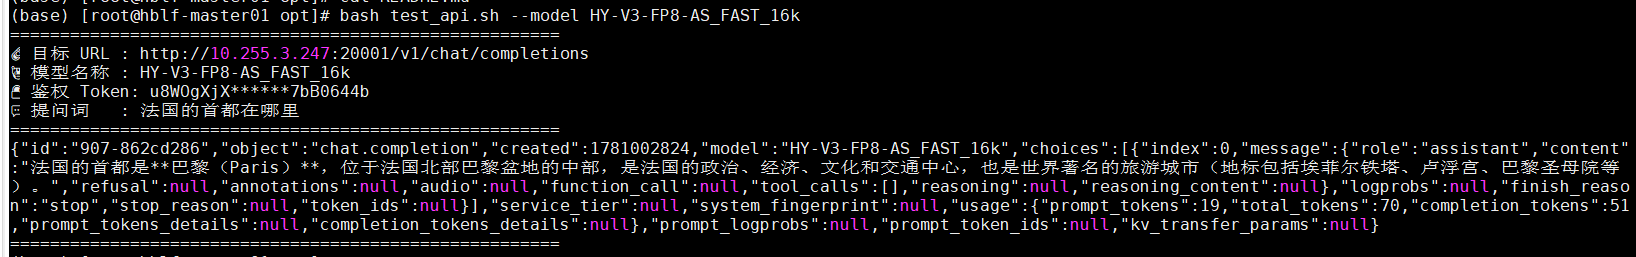 (base) [root@hblf-master01 opt]# bash test_api.sh --model HY-V3-FP8-AS_FAST_16k
=======================================================
目标 URL : http://10.255.3.247:20001/v1/chat/completions
模型名称 : HY-V3-FP8-AS_FAST_16k
鉴权 Token: u8WOgXjX******7bB0644b
提问词   : 法国的首都在哪里
=======================================================
{"id":"907-862cd286","object":"chat.completion","created":1781002824,"model":"HY-V3-FP8-AS_FAST_16k","choices":[{"index":0,"message":{"role":"assistant","content"
:"法国的首都是**巴黎（Paris）**，位于法国北部巴黎盆地的中部，是法国的政治、经济、文化和交通中心，也是世界著名的旅游城市（地标包括埃菲尔铁塔、卢浮宫、巴黎圣母院等
）。","refusal":null,"annotations":null,"audio":null,"function_call":null,"tool_calls":[],"reasoning":null,"reasoning_content":null},"logprobs":null,"finish_reaso
n":"stop","stop_reason":null,"token_ids":null}],"service_tier":null,"system_fingerprint":null,"usage":{"prompt_tokens":19,"total_tokens":70,"completion_tokens":51
,"prompt_tokens_details":null,"completion_tokens_details":null},"prompt_logprobs":null,"prompt_token_ids":null,"kv_transfer_params":null}
=======================================================